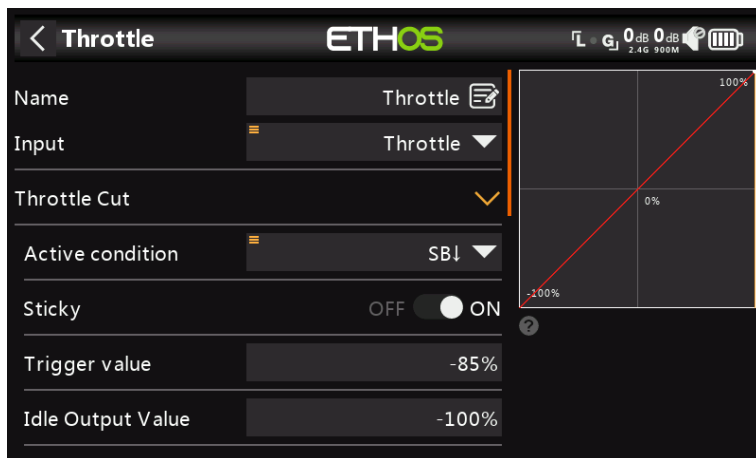 Throttle
ETHOS
L G 0dB 0dB
2.4G 900M
Name Throttle
Input Throttle
Throttle Cut
Active condition SB↓
Sticky OFF ON
Trigger value -85%
Idle Output Value -100%
100%
0%
-100%
?